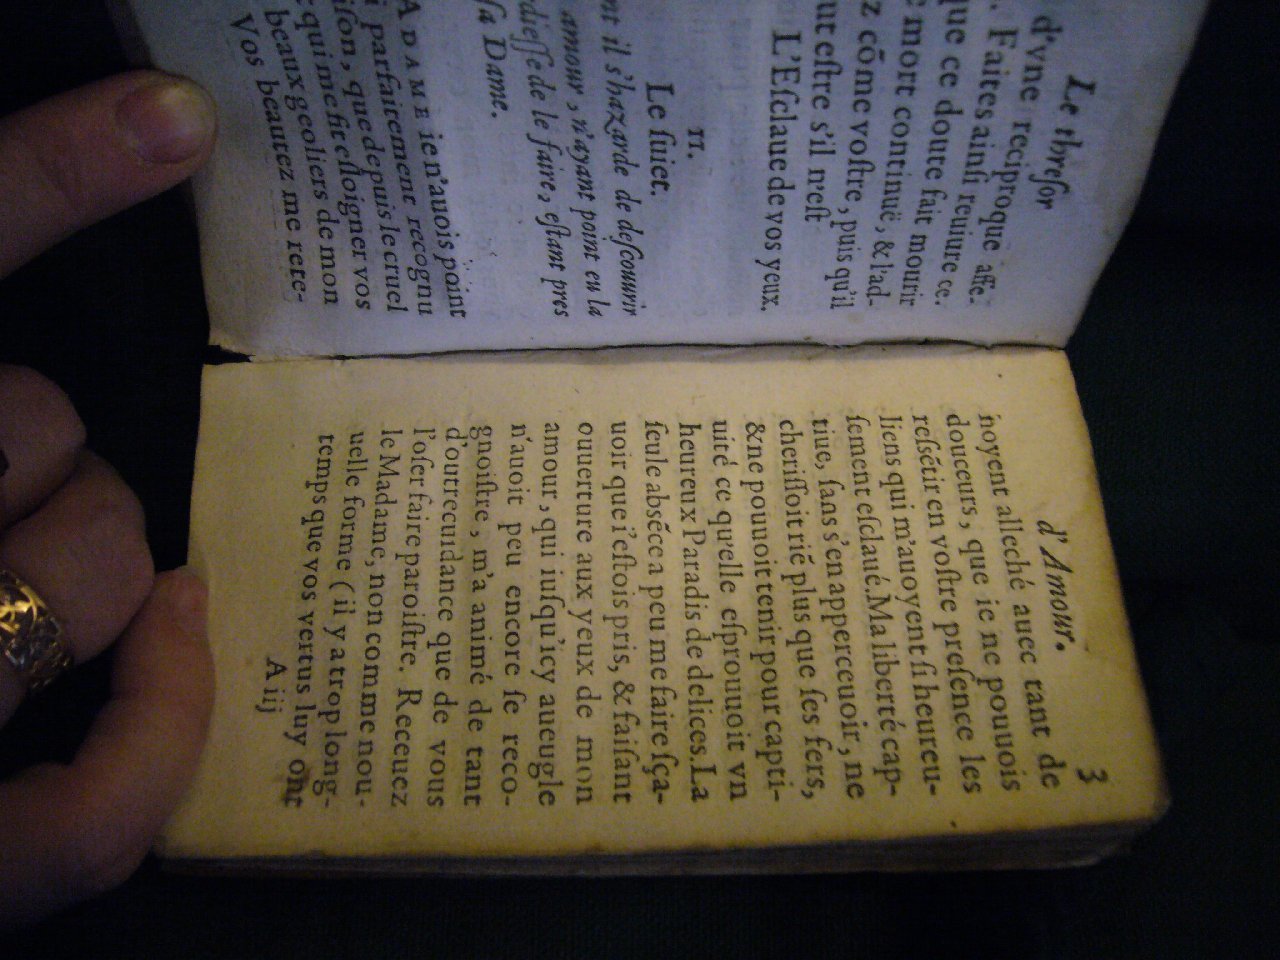 Le thresor
d'vne reciproque affe-
. Faites ainsi reuiure ce
que ce doute fait mourir
mort continuë, & l'ad-
z cōme vostre, puis qu'il
ut estre s'il n'est
L'Esclaue de vos yeux.
II.
Le suiet.
nt il s'hazarde de descouurir
amour, n'ayant point eu la
rdiesse de le faire, estant pres
sa Dame.
ADAME ie n'auois point
i parfaitement recognu
ison, que depuis le cruel
qui me fit esloigner vos
beaux geoliers de mon
Vos beautez me rete-
d'Amour. 3
noyent alleché auec tant de
douceurs, que ie ne pouuois
ressētir en vostre presence les
liens qui m'auoyent si heureu-
sement esclaué. Ma liberté cap-
tiue, sans s'en apperceuoir, ne
cherissoit riē plus que ses fers,
& ne pouuoit tenir pour capti-
uité ce qu'elle esprouuoit vn
heureux Paradis de delices. La
seule absēce a peu me faire sça-
uoir que i'estois pris, & faisant
ouuerture aux yeux de mon
amour, qui iusqu'icy aueugle
n'auoit peu encore se reco-
gnoistre, m'a animé de tant
d'outrecuidance que de vous
l'oser faire paroistre. Receuez
le Madame, non comme nou-
uelle forme (il y a trop long-
temps que vos vertus luy ont
A iij